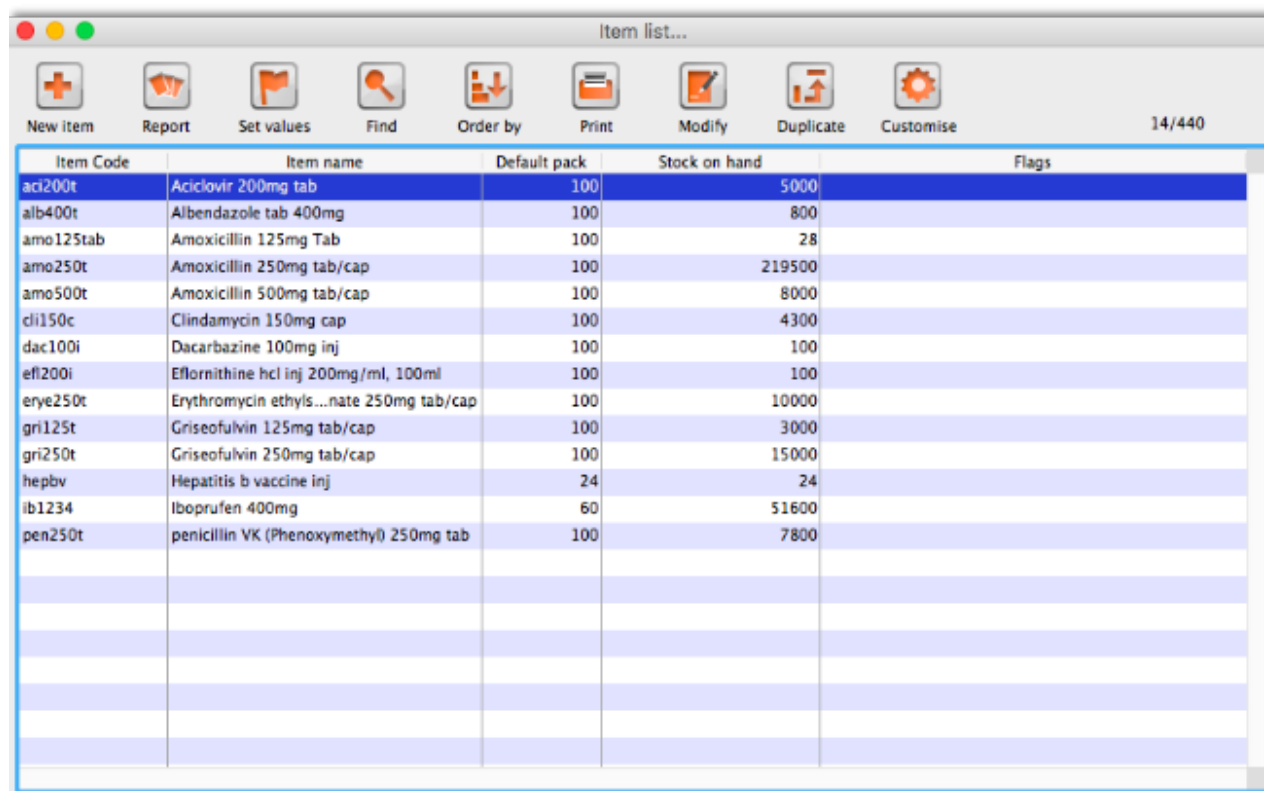 Item list...
New item Report Set values Find Order by Print Modify Duplicate Customise 14/440
Item Code Item name Default pack Stock on hand Flags
aci200t Aciclovir 200mg tab 100 5000
alb400t Albendazole tab 400mg 100 800
amo125tab Amoxicillin 125mg Tab 100 28
amo250t Amoxicillin 250mg tab/cap 100 219500
amo500t Amoxicillin 500mg tab/cap 100 8000
cli150c Clindamycin 150mg cap 100 4300
dac100i Dacarbazine 100mg inj 100 100
efl200i Eflornithine hcl inj 200mg/ml, 100ml 100 100
erye250t Erythromycin ethyls...nate 250mg tab/cap 100 10000
gri125t Griseofulvin 125mg tab/cap 100 3000
gri250t Griseofulvin 250mg tab/cap 100 15000
hepbv Hepatitis b vaccine inj 24 24
ib1234 Iboprufen 400mg 60 51600
pen250t penicillin VK (Phenoxymethyl) 250mg tab 100 7800